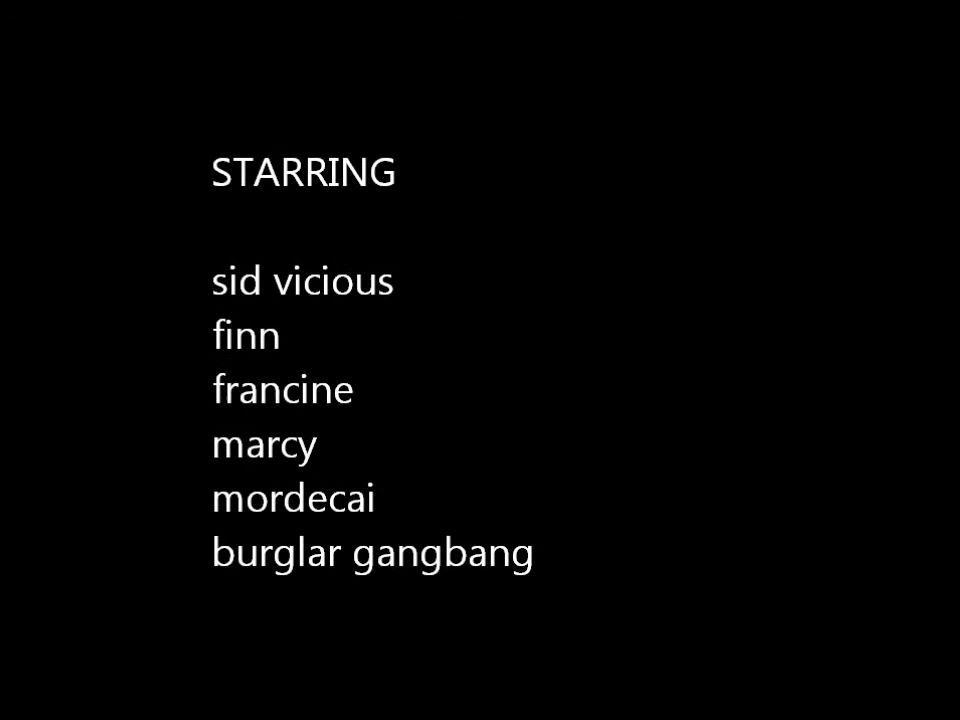 STARRING
sid vicious
finn
francine
marcy
mordecai
burglar gangbang